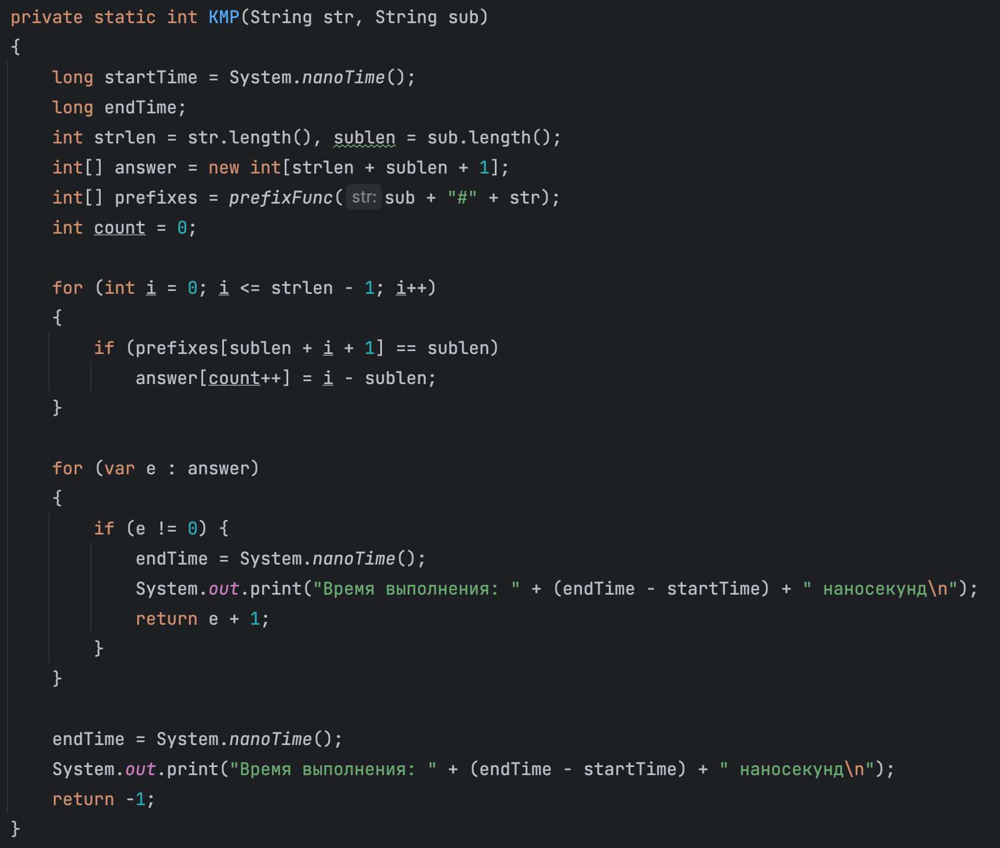 private static int KMP(String str, String sub)
{
    long startTime = System.nanoTime();
    long endTime;
    int strlen = str.length(), sublen = sub.length();
    int[] answer = new int[strlen + sublen + 1];
    int[] prefixes = prefixFunc( str: sub + "#" + str);
    int count = 0;

    for (int i = 0; i <= strlen - 1; i++)
    {
        if (prefixes[sublen + i + 1] == sublen)
            answer[count++] = i - sublen;
    }

    for (var e : answer)
    {
        if (e != 0) {
            endTime = System.nanoTime();
            System.out.print("Время выполнения: " + (endTime - startTime) + " наносекунд\n");
            return e + 1;
        }
    }

    endTime = System.nanoTime();
    System.out.print("Время выполнения: " + (endTime - startTime) + " наносекунд\n");
    return -1;
}